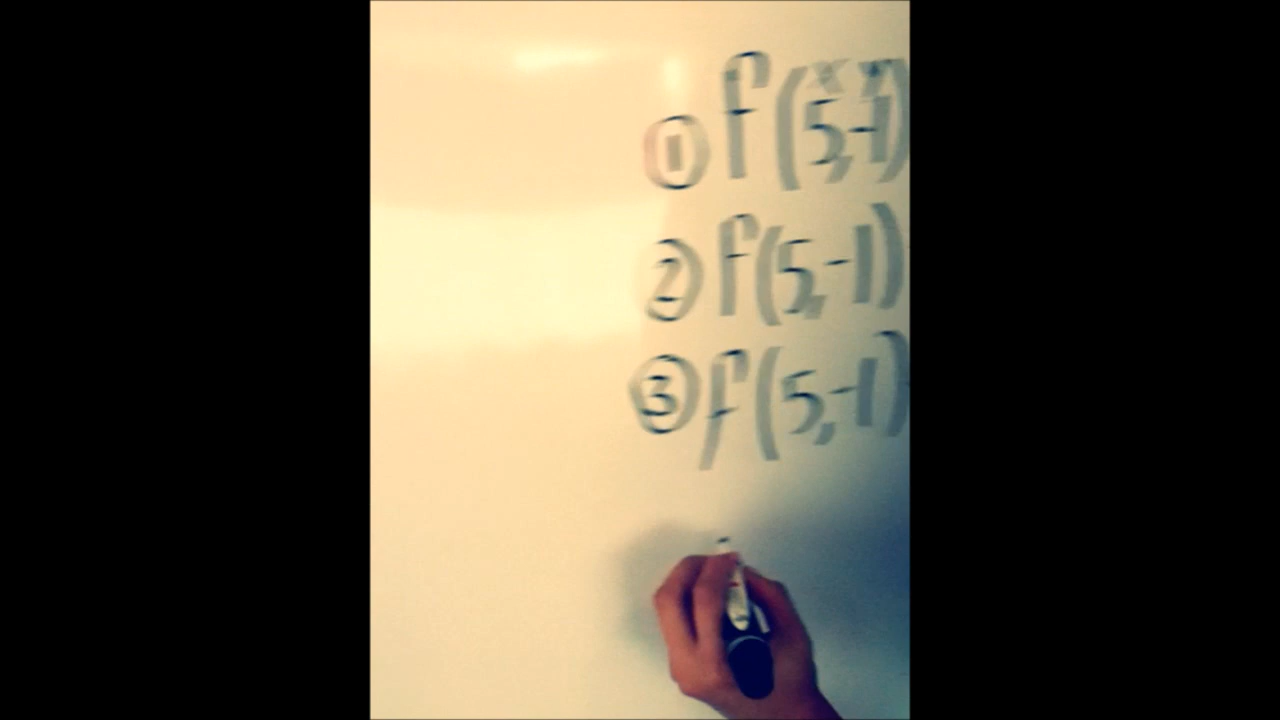 x y
① f(5,-1)
② f(5,-1)
③ f(5,-1)